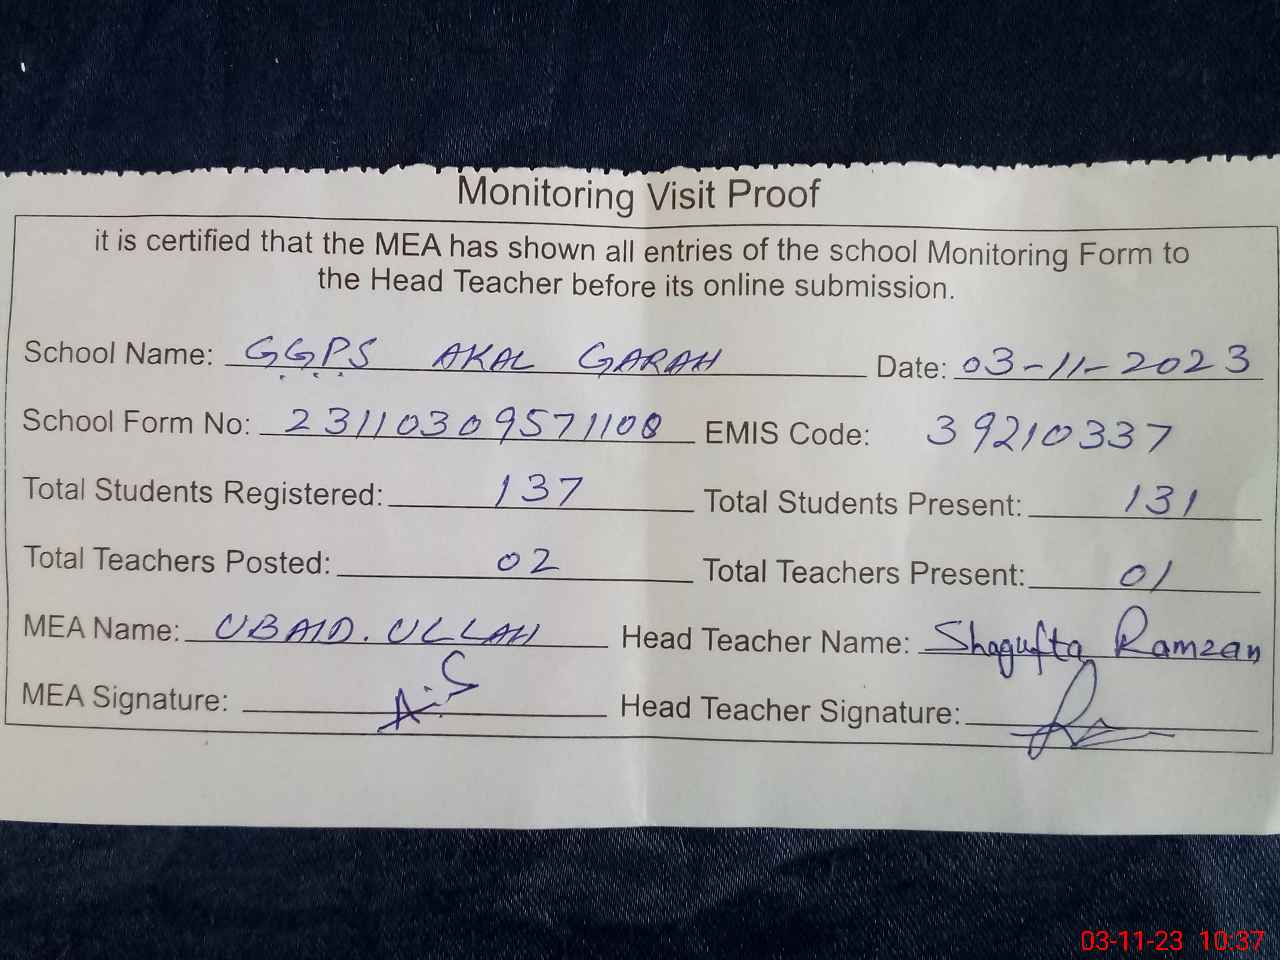 Monitoring Visit Proof
it is certified that the MEA has shown all entries of the school Monitoring Form to
the Head Teacher before its online submission.
School Name: GGPS AKAL GARAH Date: 03-11-2023
School Form No: 23110309571108 EMIS Code: 39210337
Total Students Registered: 137 Total Students Present: 131
Total Teachers Posted: 02 Total Teachers Present: 01
MEA Name: UBAID. ULLAH Head Teacher Name: Shagufta Ramzan
MEA Signature: Head Teacher Signature:
03-11-23 10:37